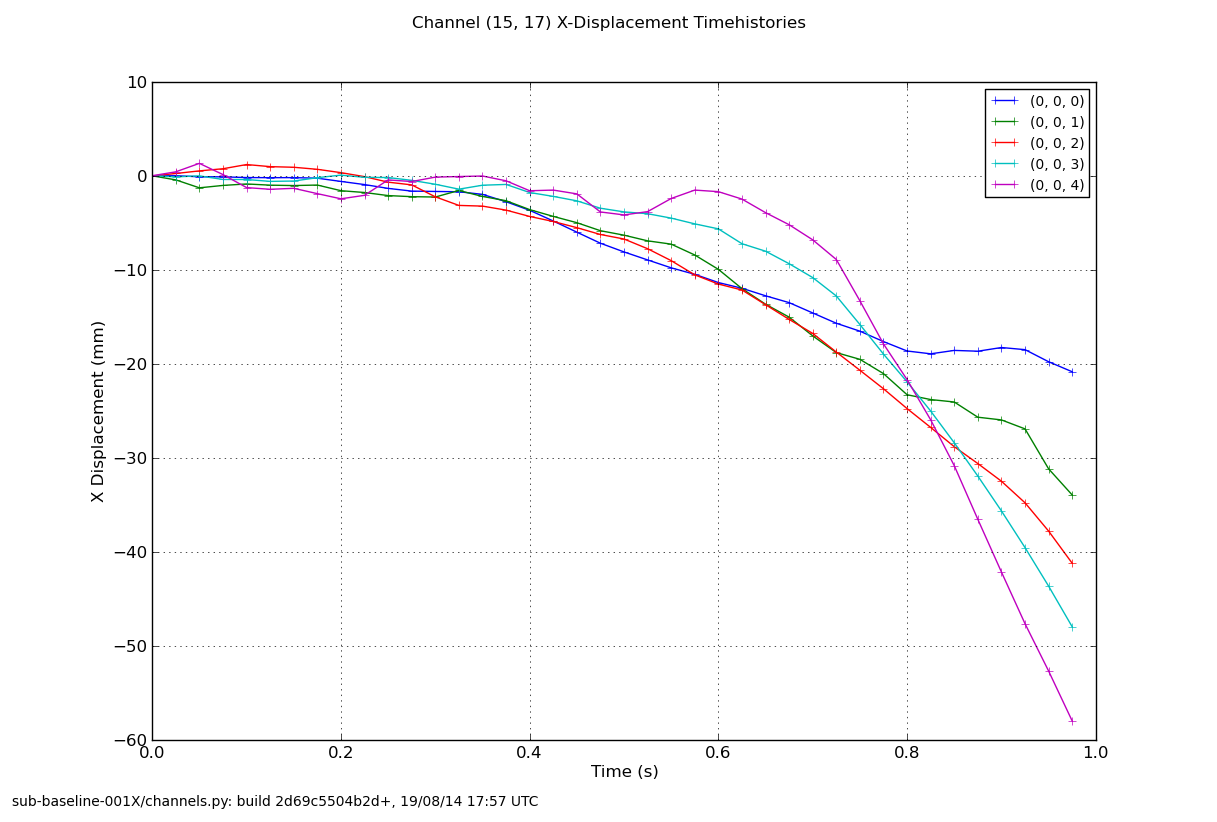 Channel (15, 17) X-Displacement Timehistories
10
0
−10
−20
−30
−40
−50
−60
X Displacement (mm)
(0, 0, 0)
(0, 0, 1)
(0, 0, 2)
(0, 0, 3)
(0, 0, 4)
0.0
0.2
0.4
0.6
0.8
1.0
Time (s)
sub-baseline-001X/channels.py: build 2d69c5504b2d+, 19/08/14 17:57 UTC